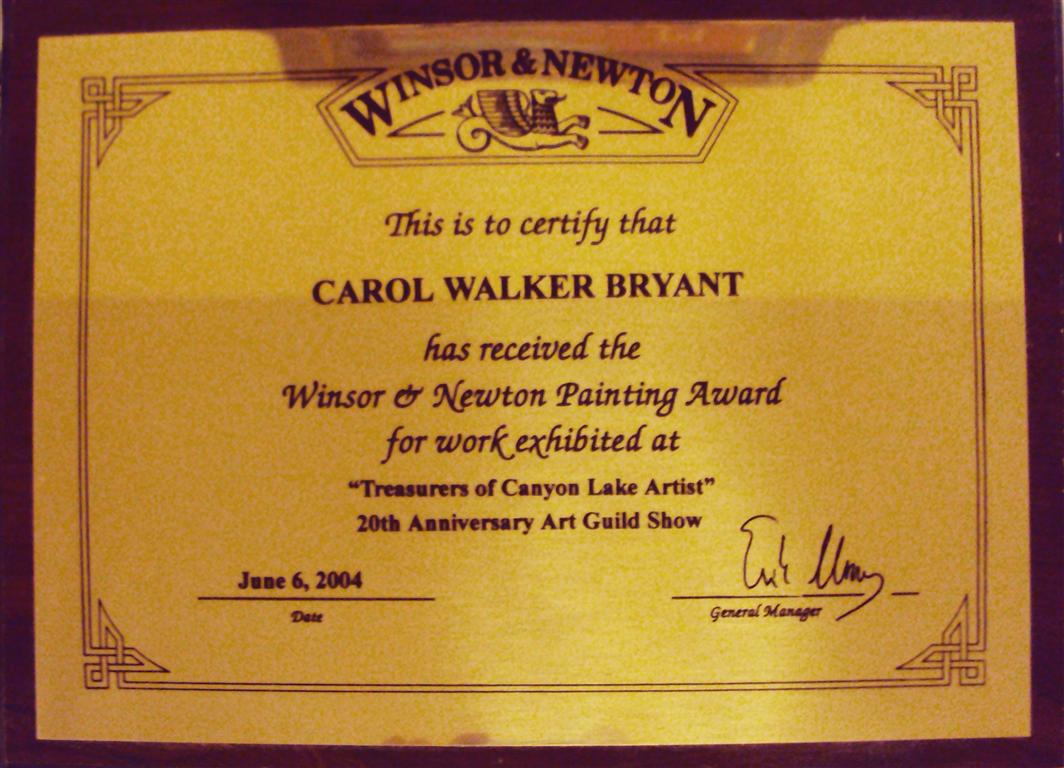 WINSOR & NEWTON
This is to certify that
CAROL WALKER BRYANT
has received the
Winsor & Newton Painting Award
for work exhibited at
“Treasurers of Canyon Lake Artist”
20th Anniversary Art Guild Show
June 6, 2004
Date
General Manager